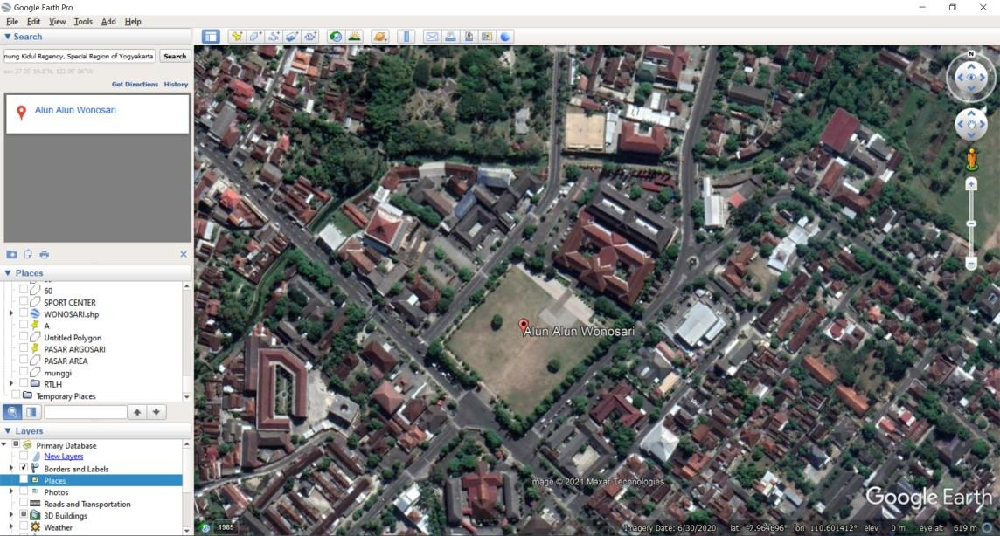 Google Earth Pro
File Edit View Tools Add Help
Search
nung Kidul Regency, Special Region of Yogyakarta Search
ex: 37 25' 19.1"N, 122 05' 06"W
Get Directions History
Alun Alun Wonosari
Places
60
SPORT CENTER
WONOSARI.shp
A
Untitled Polygon
PASAR ARGOSARI
PASAR AREA
munggi
RTLH
Temporary Places
Layers
Primary Database
New Layers
Borders and Labels
Places
Photos
Roads and Transportation
3D Buildings
Weather
N
Alun Alun Wonosari
Image © 2021 Maxar Technologies
Google Earth
1985
Imagery Date: 6/30/2020 lat -7.964696° lon 110.601412° elev 0 m eye alt 619 m